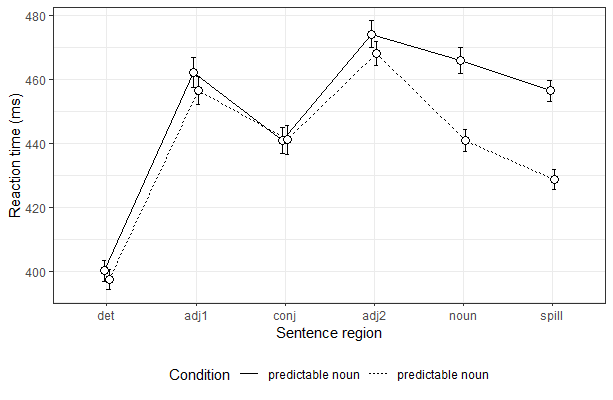 Reaction time (ms)
480
460
440
420
400
det adj1 conj adj2 noun spill
Sentence region
Condition predictable noun predictable noun